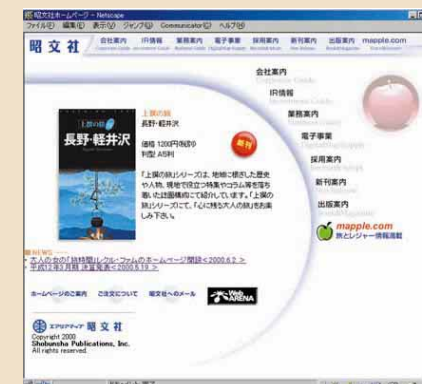 昭文社ホームページ - Netscape
ファイル(F) 編集(E) 表示(V) ジャンプ(G) Communicator(C) ヘルプ(H)
昭文社
会社案内 IR情報 業務案内 電子事業 採用案内 新刊案内 出版案内 mapple.com
会社案内
IR情報
業務案内
電子事業
採用案内
新刊案内
出版案内
mapple.com
旅とレジャー情報満載
上撰の旅
長野・軽井沢
上撰の旅
長野・軽井沢
新刊
価格 1200円(税別)
判型 A5判
「上撰の旅」シリーズは、地域に根ざした歴史
や人物、現地で役立つ特集やコラム等を落ち
着いた誌面構成にて紹介しています。「上撰の
旅」シリーズにて、「心に残る大人の旅」をお楽
しみ下さい。
NEWS
大人の女の「旅時間」レクル・ファムのホームページ開設<2000.6.2 >
平成12年3月期 決算発表<2000.5.19 >
ホームページのご案内 ご注文について 昭文社へのメール
Web ARENA
エアリアマップ 昭文社
Copyright 2000
Shobunsha Publications, Inc.
All rights reserved.